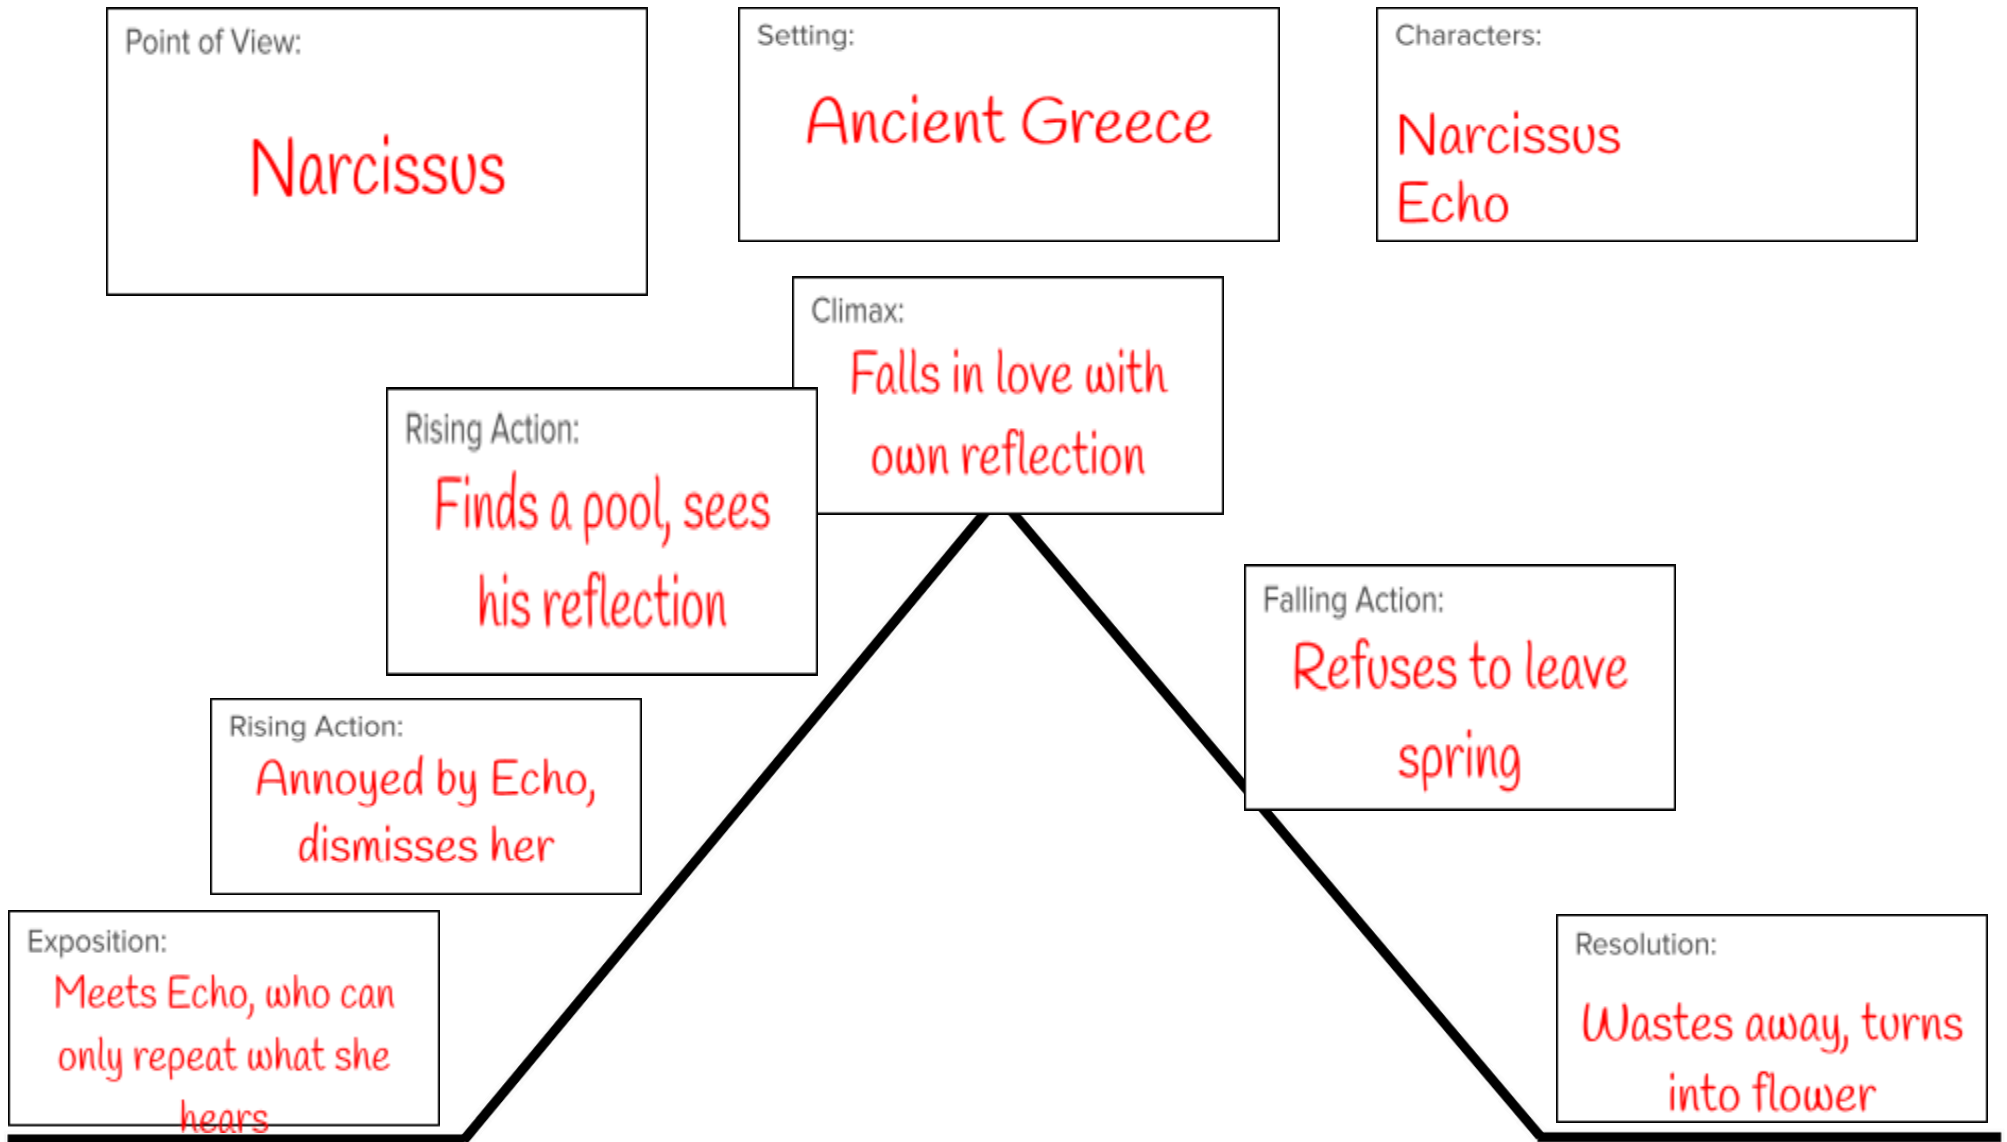 Point of View:
Narcissus
Setting:
Ancient Greece
Characters:
Narcissus
Echo
Climax:
Falls in love with
own reflection
Rising Action:
Finds a pool, sees
his reflection
Falling Action:
Refuses to leave
spring
Rising Action:
Annoyed by Echo,
dismisses her
Exposition:
Meets Echo, who can
only repeat what she
hears
Resolution:
Wastes away, turns
into flower